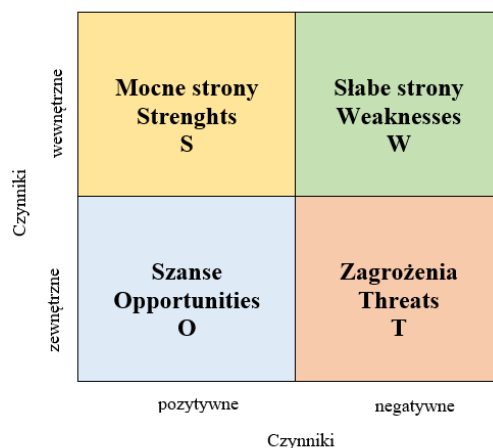 Czynniki
wewnętrzne
zewnętrzne
Mocne strony
Strenghts
S
Słabe strony
Weaknesses
W
Szanse
Opportunities
O
Zagrożenia
Threats
T
pozytywne
negatywne
Czynniki